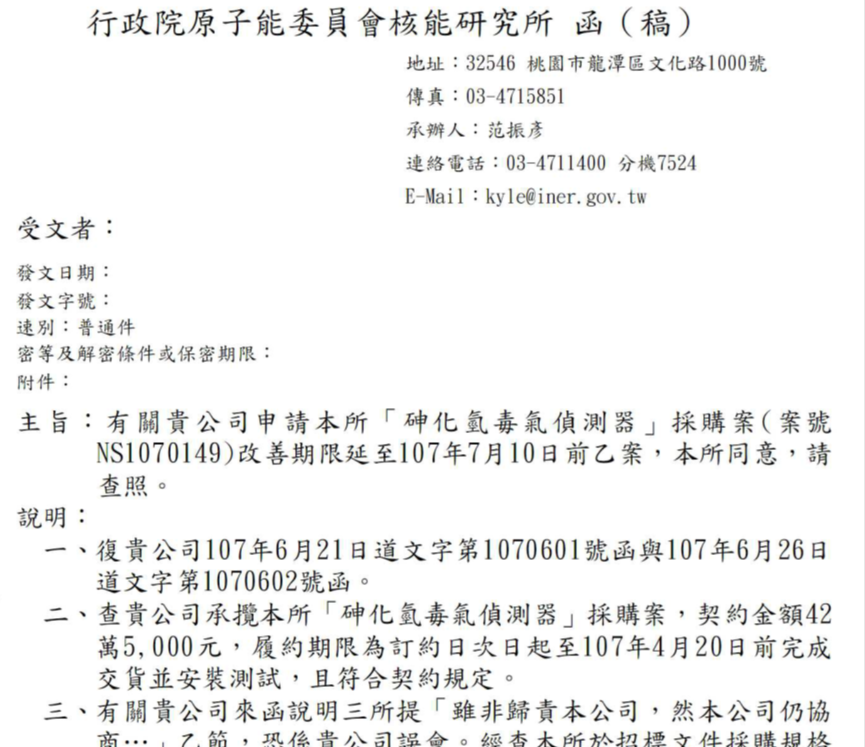 行政院原子能委員會核能研究所 函（稿）
地址：32546 桃園市龍潭區文化路1000號
傳真：03-4715851
承辦人：范振彥
連絡電話：03-4711400 分機7524
E-Mail：kyle@iner.gov.tw
受文者：
發文日期：
發文字號：
速別：普通件
密等及解密條件或保密期限：
附件：
主旨：有關貴公司申請本所「砷化氫毒氣偵測器」採購案(案號
NS1070149)改善期限延至107年7月10日前乙案，本所同意，請
查照。
說明：
一、復貴公司107年6月21日道文字第1070601號函與107年6月26日
道文字第1070602號函。
二、查貴公司承攬本所「砷化氫毒氣偵測器」採購案，契約金額42
萬5,000元，履約期限為訂約日次日起至107年4月20日前完成
交貨並安裝測試，且符合契約規定。
三、有關貴公司來函說明三所提「雖非歸責本公司，然本公司仍協
商…」乙節，恐係貴公司誤會。經查本所於招標文件採購規格